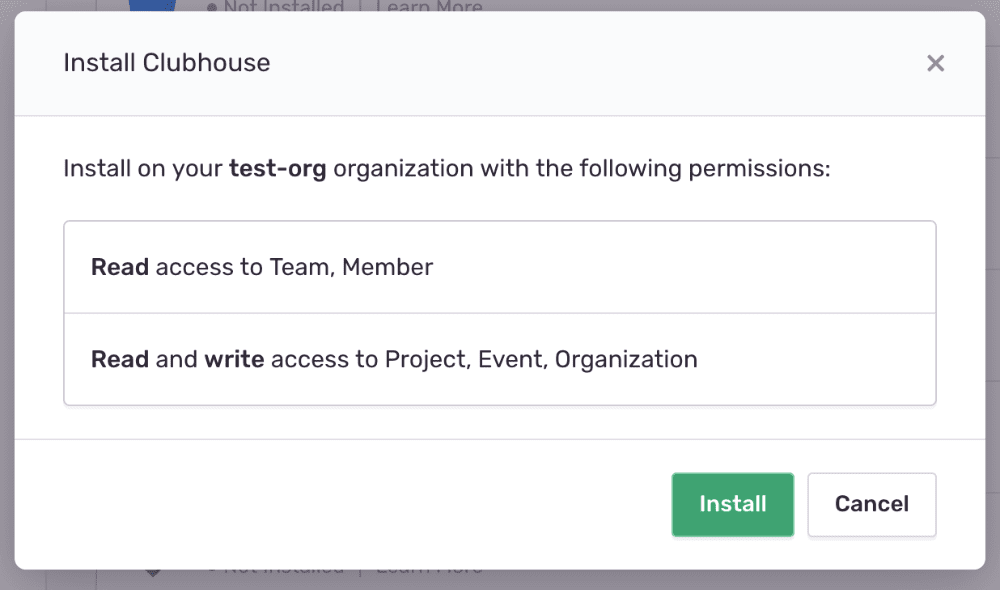 Not Installed | Learn More
Install Clubhouse
Install on your test-org organization with the following permissions:
Read access to Team, Member
Read and write access to Project, Event, Organization
Install Cancel
Not Installed | Learn More